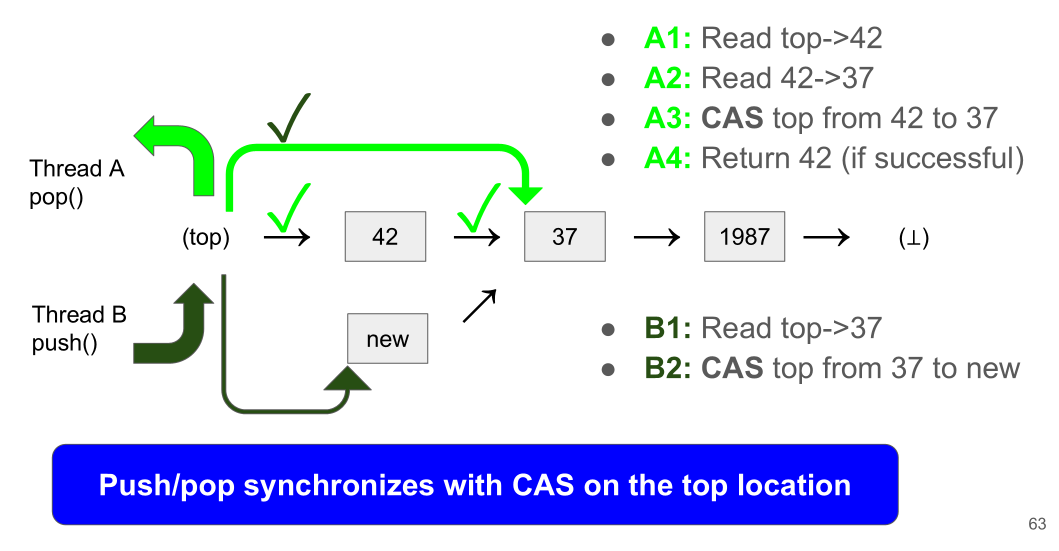 ● A1: Read top->42
● A2: Read 42->37
● A3: CAS top from 42 to 37
● A4: Return 42 (if successful)
Thread A
pop()
(top) 42 37 1987 (⊥)
Thread B
push()
new
● B1: Read top->37
● B2: CAS top from 37 to new
Push/pop synchronizes with CAS on the top location
63